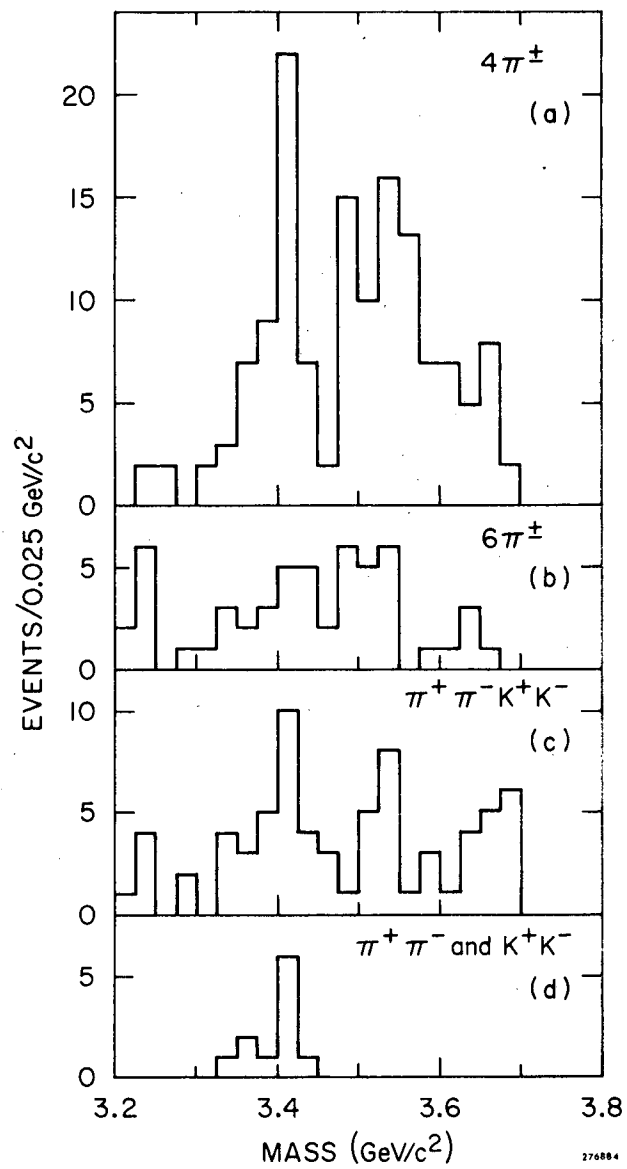 4π±
(a)
20
15
10
5
0
6π±
(b)
5
0
π+ π− K+ K−
(c)
10
5
0
π+ π− and K+ K−
(d)
5
0
EVENTS/0.025 GeV/c²
3.2 3.4 3.6 3.8
MASS (GeV/c²)
276884